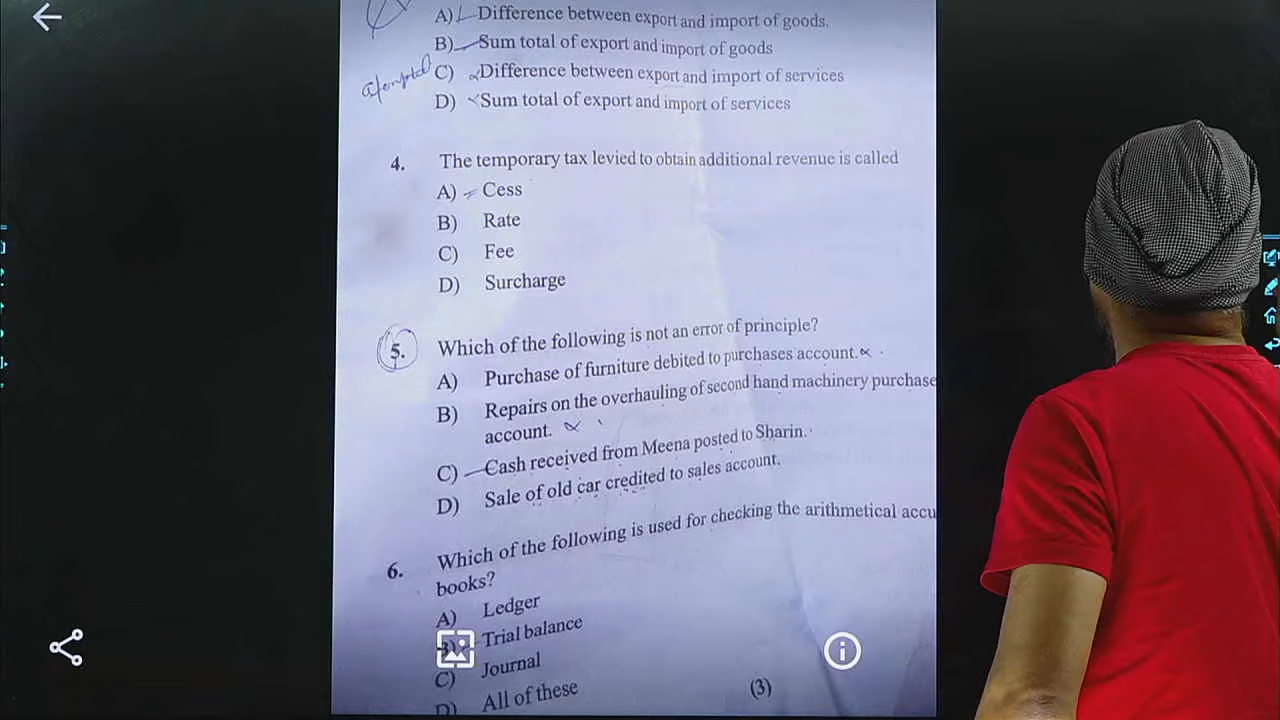 A) Difference between export and import of goods.
B) Sum total of export and import of goods
C) Difference between export and import of services
D) Sum total of export and import of services
4. The temporary tax levied to obtain additional revenue is called
A) Cess
B) Rate
C) Fee
D) Surcharge
5. Which of the following is not an error of principle?
A) Purchase of furniture debited to purchases account.
B) Repairs on the overhauling of second hand machinery purchase
account.
C) Cash received from Meena posted to Sharin.
D) Sale of old car credited to sales account.
6. Which of the following is used for checking the arithmetical accu
books?
A) Ledger
B) Trial balance
C) Journal
D) All of these
(3)